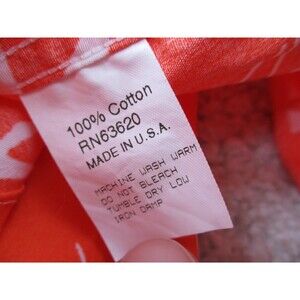 100% Cotton
RN63620
MADE IN U.S.A.
MACHINE WASH WARM
DO NOT BLEACH
TUMBLE DRY LOW
IRON DAMP